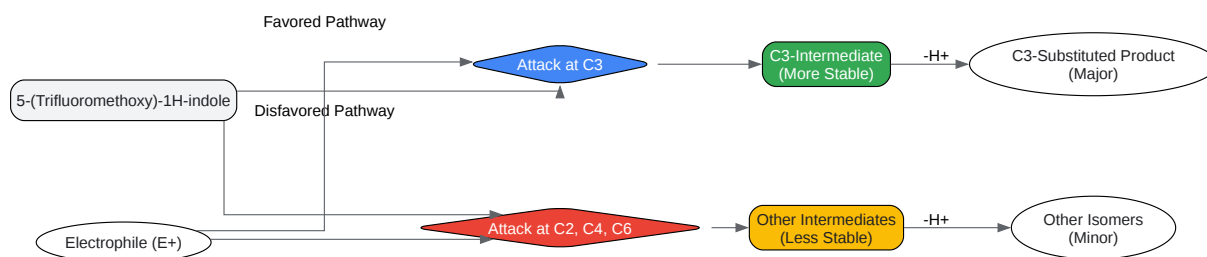 Favored Pathway
Attack at C3
C3-Intermediate
(More Stable)
-H+
C3-Substituted Product
(Major)
5-(Trifluoromethoxy)-1H-indole
Disfavored Pathway
Electrophile (E+)
Attack at C2, C4, C6
Other Intermediates
(Less Stable)
-H+
Other Isomers
(Minor)